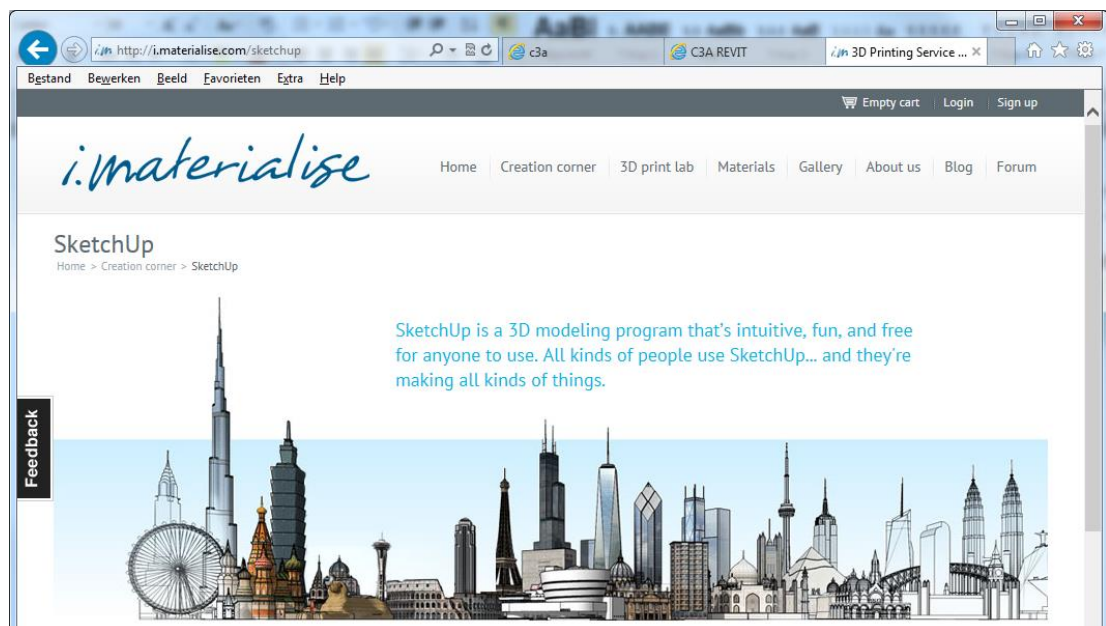 http://i.materialise.com/sketchup
c3a
C3A REVIT
i.m 3D Printing Service ...
Bestand Bewerken Beeld Favorieten Extra Help
Empty cart Login Sign up
i.materialise
Home Creation corner 3D print lab Materials Gallery About us Blog Forum
SketchUp
Home > Creation corner > SketchUp
SketchUp is a 3D modeling program that's intuitive, fun, and free
for anyone to use. All kinds of people use SketchUp... and they´re
making all kinds of things.
Feedback